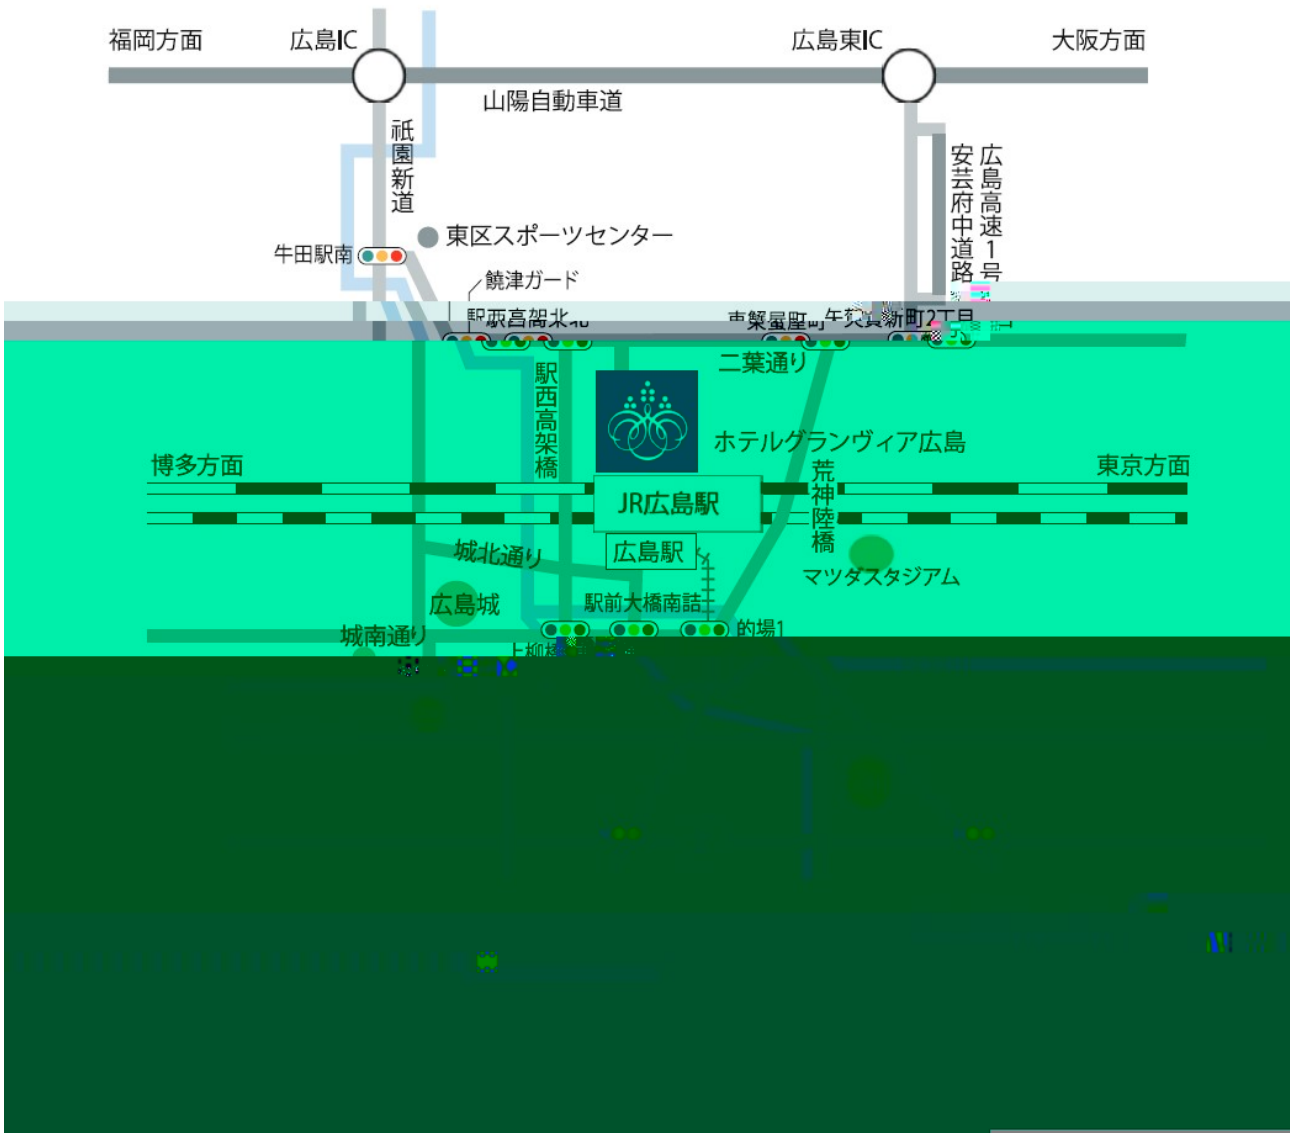 福岡方面
広島IC
広島東IC
大阪方面
山陽自動車道
祇園新道
広島高速1号
安芸府中道路
東区スポーツセンター
牛田駅南
饒津ガード
二葉通り
駅西高架橋
ホテルグランヴィア広島
博多方面
東京方面
荒神陸橋
JR広島駅
広島駅
城北通り
マツダスタジアム
広島城
駅前大橋南詰
城南通り
的場1